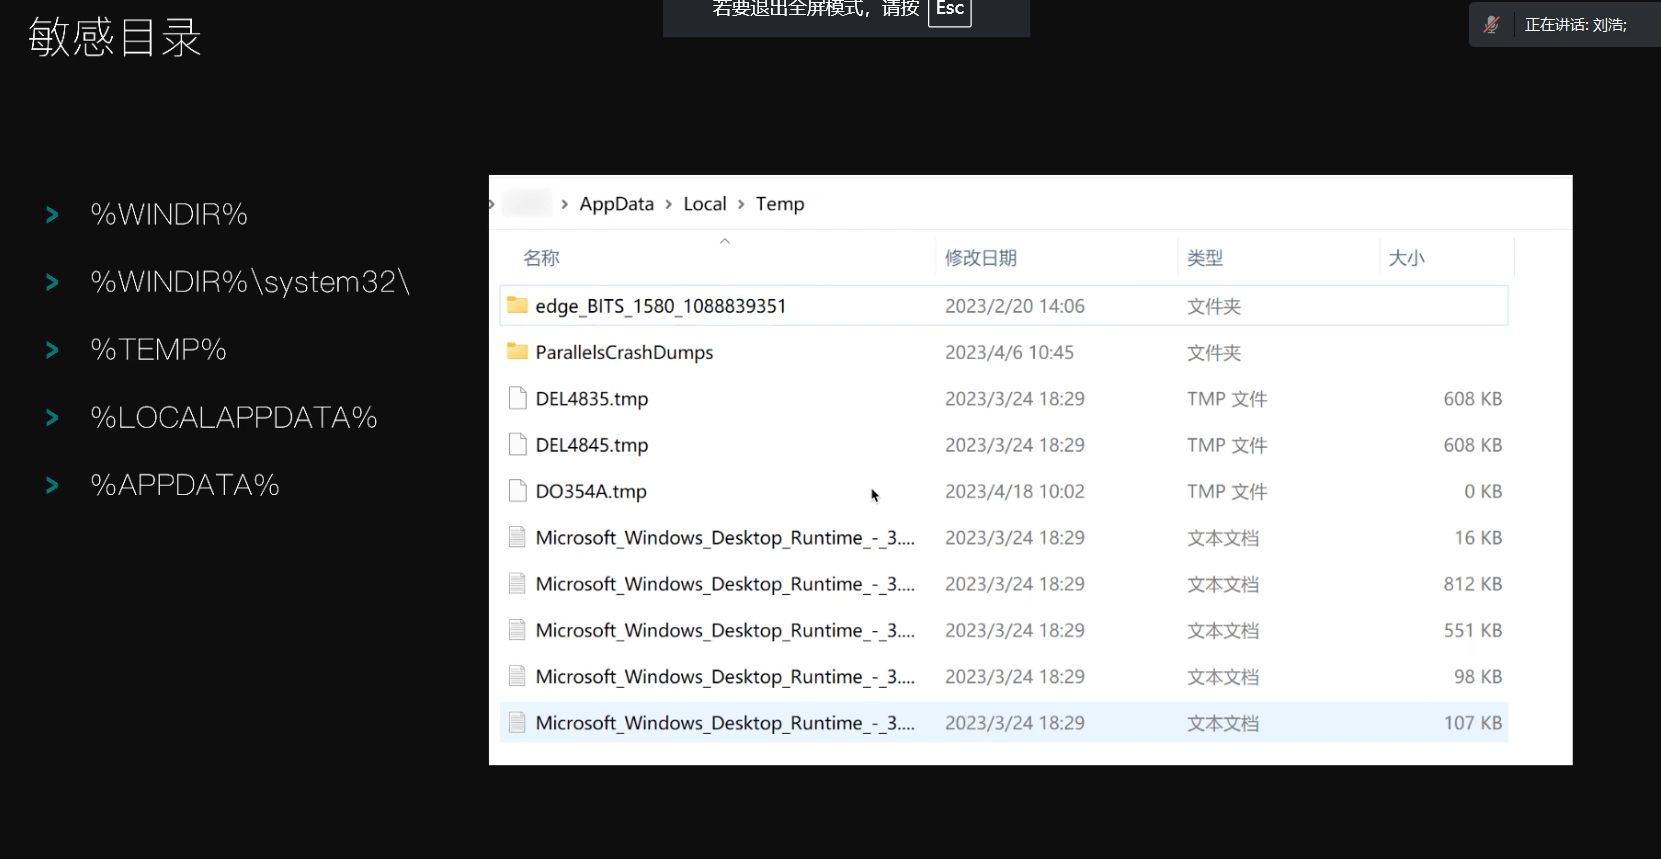 若要退出全屏模式，请按 Esc
正在讲话: 刘浩;
敏感目录
> %WINDIR%
> %WINDIR%\system32\
> %TEMP%
> %LOCALAPPDATA%
> %APPDATA%
> AppData > Local > Temp
名称 修改日期 类型 大小
edge_BITS_1580_1088839351 2023/2/20 14:06 文件夹
ParallelsCrashDumps 2023/4/6 10:45 文件夹
DEL4835.tmp 2023/3/24 18:29 TMP 文件 608 KB
DEL4845.tmp 2023/3/24 18:29 TMP 文件 608 KB
DO354A.tmp 2023/4/18 10:02 TMP 文件 0 KB
Microsoft_Windows_Desktop_Runtime_-_3.... 2023/3/24 18:29 文本文档 16 KB
Microsoft_Windows_Desktop_Runtime_-_3.... 2023/3/24 18:29 文本文档 812 KB
Microsoft_Windows_Desktop_Runtime_-_3.... 2023/3/24 18:29 文本文档 551 KB
Microsoft_Windows_Desktop_Runtime_-_3.... 2023/3/24 18:29 文本文档 98 KB
Microsoft_Windows_Desktop_Runtime_-_3.... 2023/3/24 18:29 文本文档 107 KB